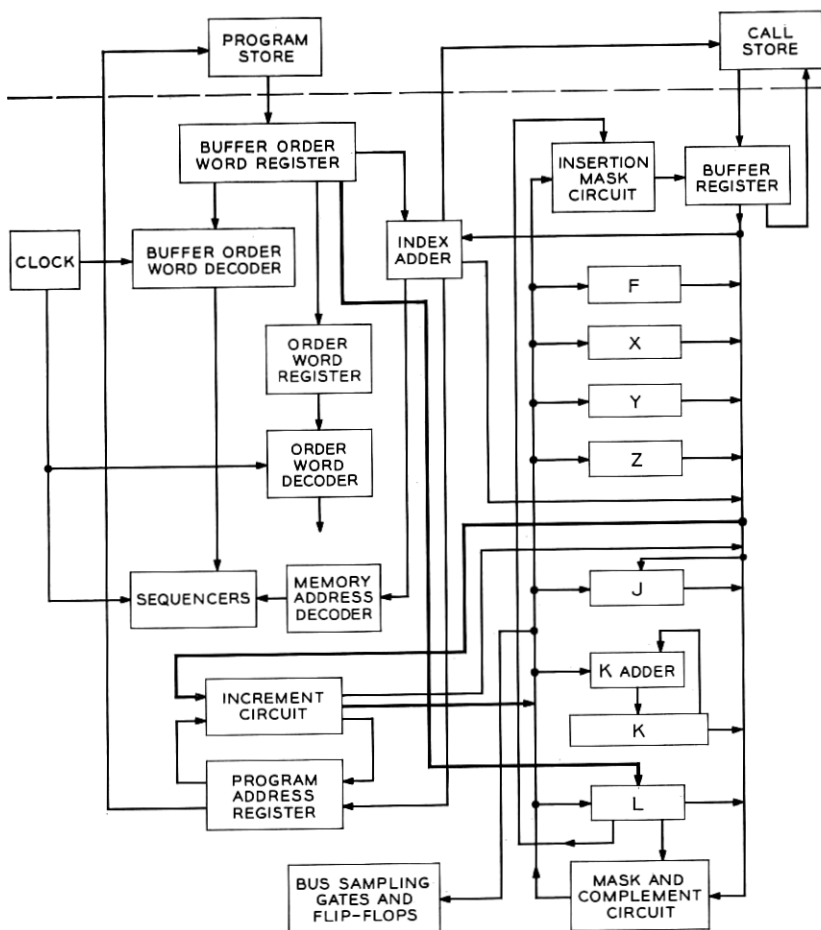 PROGRAM
STORE
CALL
STORE
BUFFER ORDER
WORD REGISTER
INSERTION
MASK
CIRCUIT
BUFFER
REGISTER
CLOCK
BUFFER ORDER
WORD DECODER
INDEX
ADDER
F
ORDER
WORD
REGISTER
X
Y
ORDER
WORD
DECODER
Z
SEQUENCERS
MEMORY
ADDRESS
DECODER
J
INCREMENT
CIRCUIT
K ADDER
K
PROGRAM
ADDRESS
REGISTER
L
BUS SAMPLING
GATES AND
FLIP-FLOPS
MASK AND
COMPLEMENT
CIRCUIT